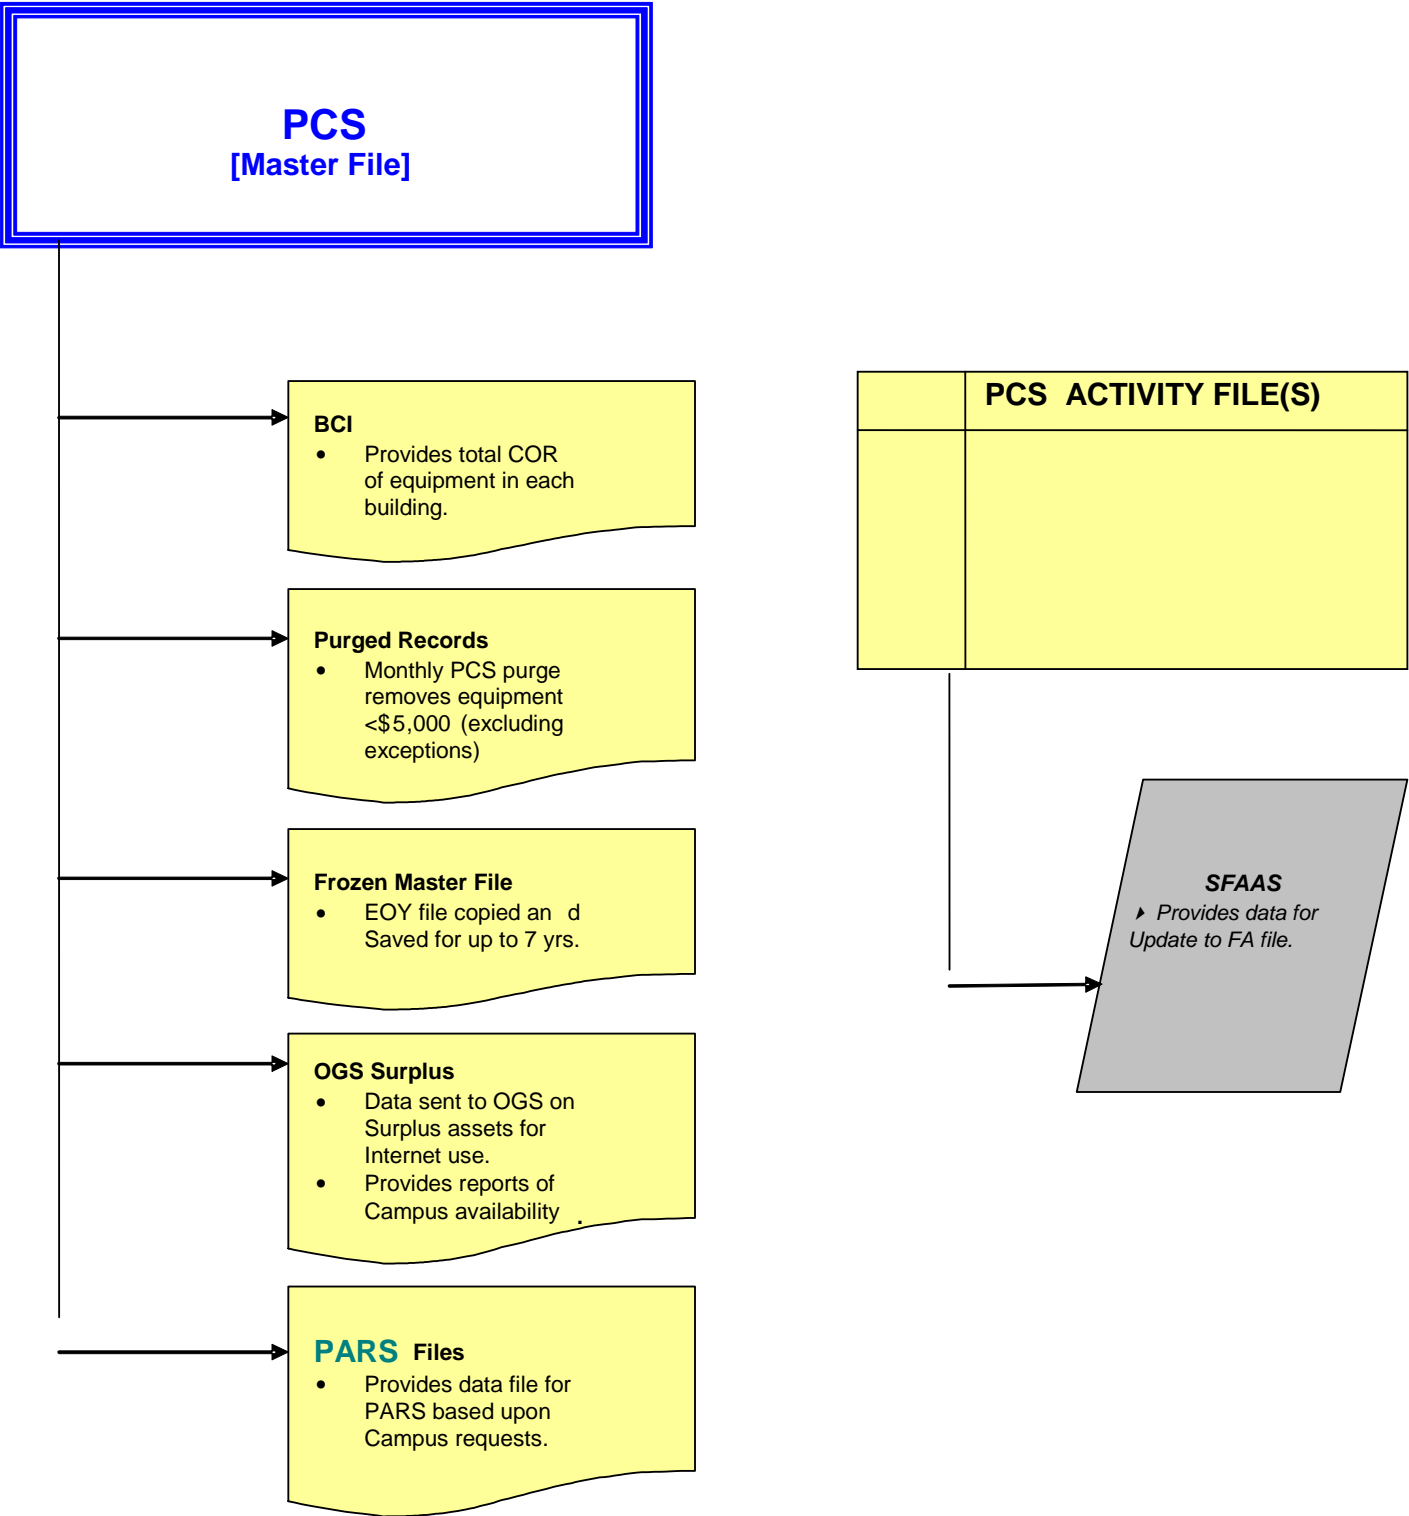 PCS
[Master File]
BCI
• Provides total COR
of equipment in each
building.
Purged Records
• Monthly PCS purge
removes equipment
<$5,000 (excluding
exceptions)
Frozen Master File
• EOY file copied an d
Saved for up to 7 yrs.
OGS Surplus
• Data sent to OGS on
Surplus assets for
Internet use.
• Provides reports of
Campus availability .
PARS Files
• Provides data file for
PARS based upon
Campus requests.
PCS ACTIVITY FILE(S)
SFAAS
Provides data for
Update to FA file.